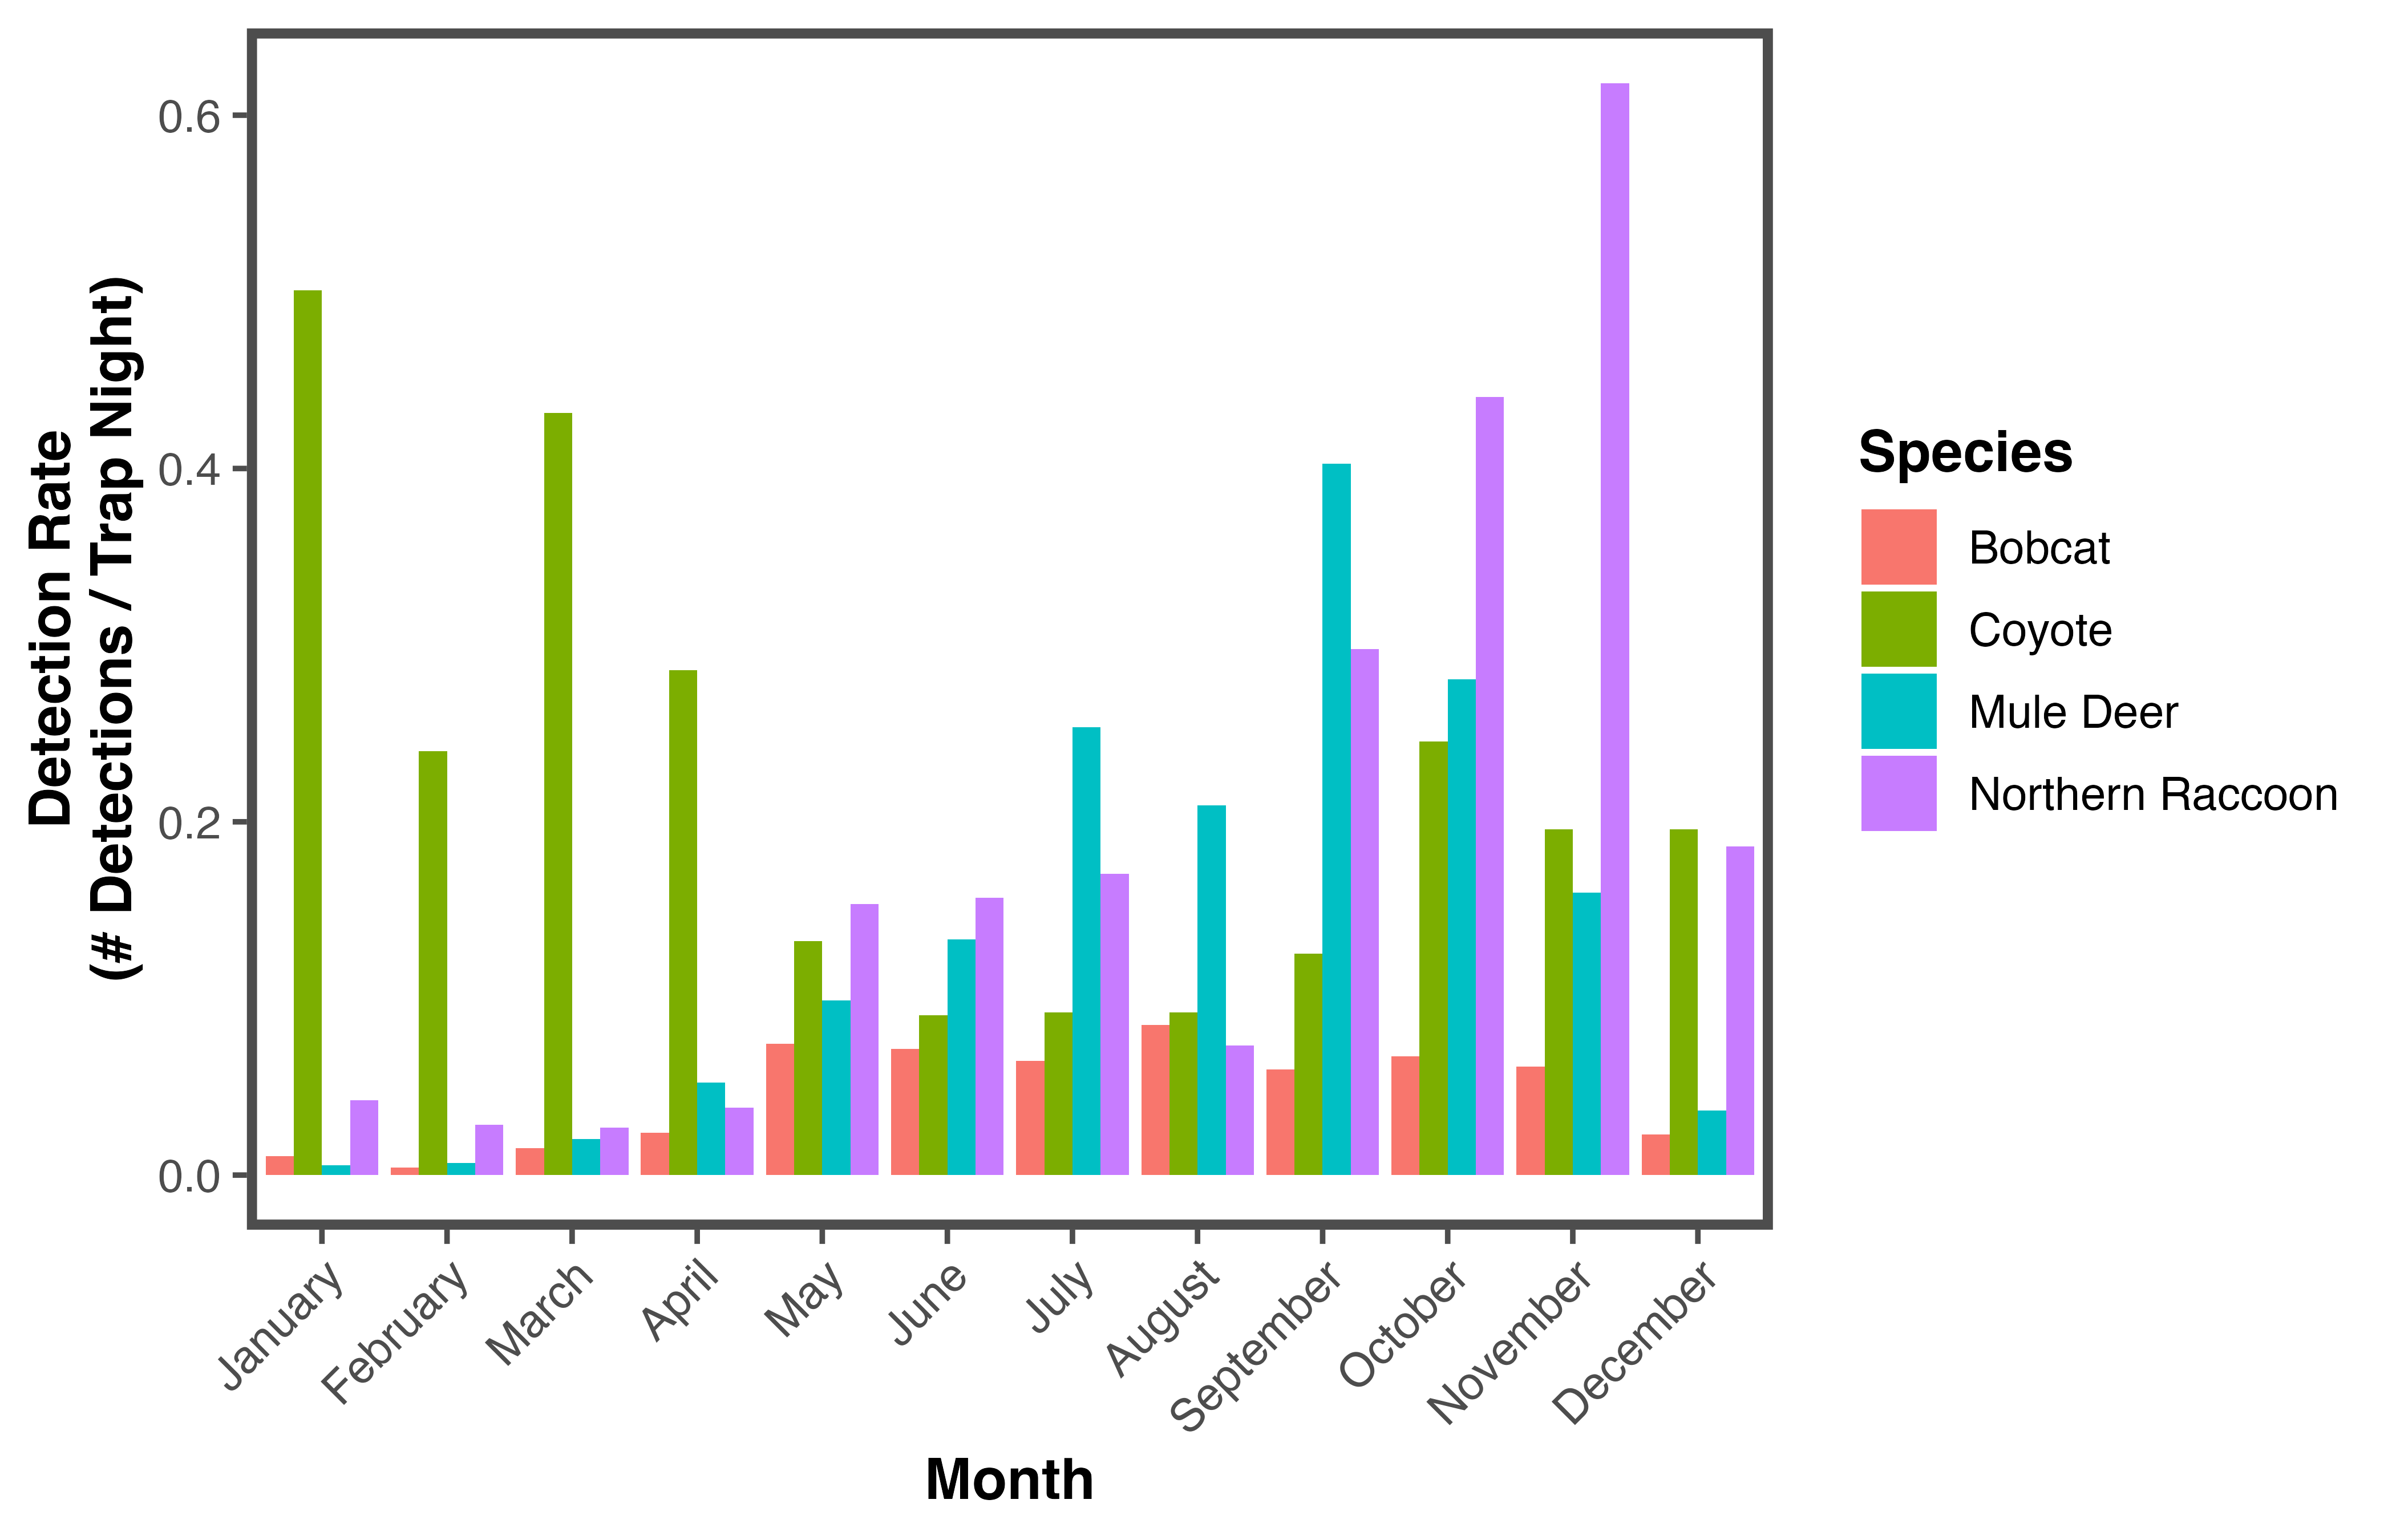 Detection Rate
(# Detections / Trap Night)
0.6
0.4
0.2
0.0
January
February
March
April
May
June
July
August
September
October
November
December
Month
Species
Bobcat
Coyote
Mule Deer
Northern Raccoon